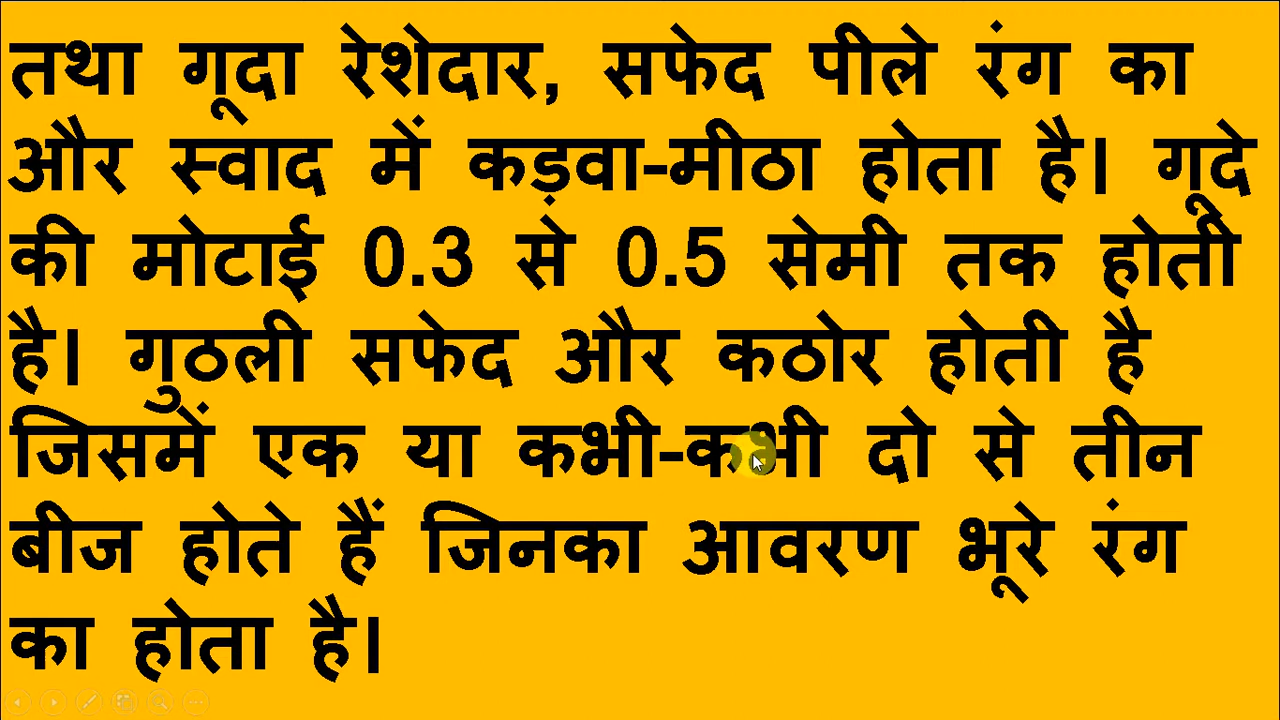 तथा गूदा रेशेदार, सफेद पीले रंग का
और स्वाद में कड़वा-मीठा होता है। गूदे
की मोटाई 0.3 से 0.5 सेमी तक होती
है। गुठली सफेद और कठोर होती है
जिसमें एक या कभी-कभी दो से तीन
बीज होते हैं जिनका आवरण भूरे रंग
का होता है।